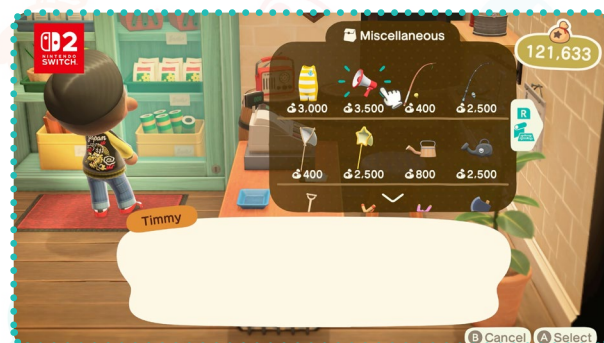 2
NINTENDO
SWITCH
Miscellaneous
121,633
3.000
3.500
400
2.500
R
400
2.500
800
2.500
Timmy
B Cancel
A Select